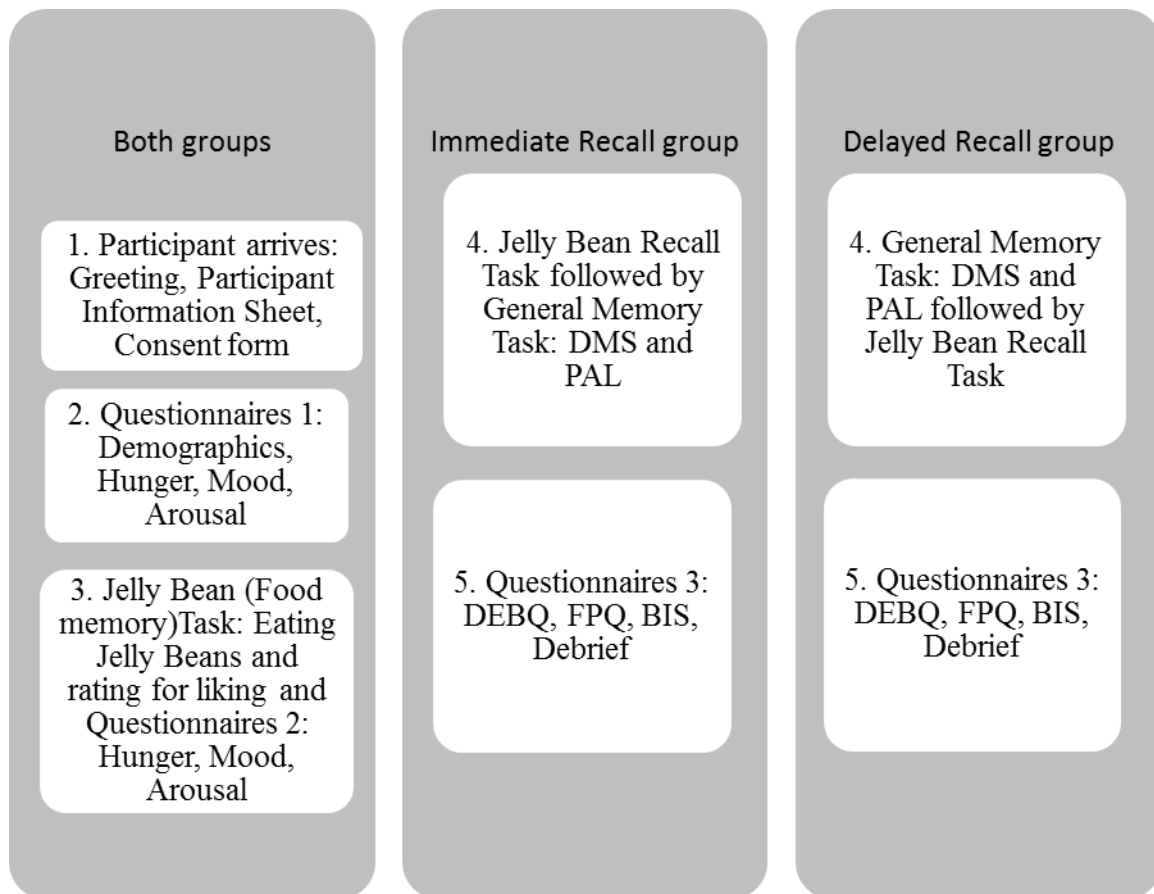 Both groups
1. Participant arrives:
Greeting, Participant
Information Sheet,
Consent form
2. Questionnaires 1:
Demographics,
Hunger, Mood,
Arousal
3. Jelly Bean (Food
memory)Task: Eating
Jelly Beans and
rating for liking and
Questionnaires 2:
Hunger, Mood,
Arousal
Immediate Recall group
4. Jelly Bean Recall
Task followed by
General Memory
Task: DMS and
PAL
5. Questionnaires 3:
DEBQ, FPQ, BIS,
Debrief
Delayed Recall group
4. General Memory
Task: DMS and
PAL followed by
Jelly Bean Recall
Task
5. Questionnaires 3:
DEBQ, FPQ, BIS,
Debrief